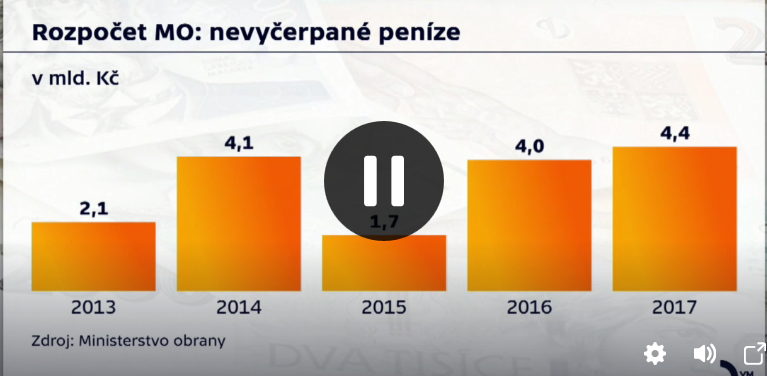 Rozpočet MO: nevyčerpané peníze
v mld. Kč
2,1
4,1
1,7
4,0
4,4
2013
2014
2015
2016
2017
Zdroj: Ministerstvo obrany
DVA TISÍCE
VM